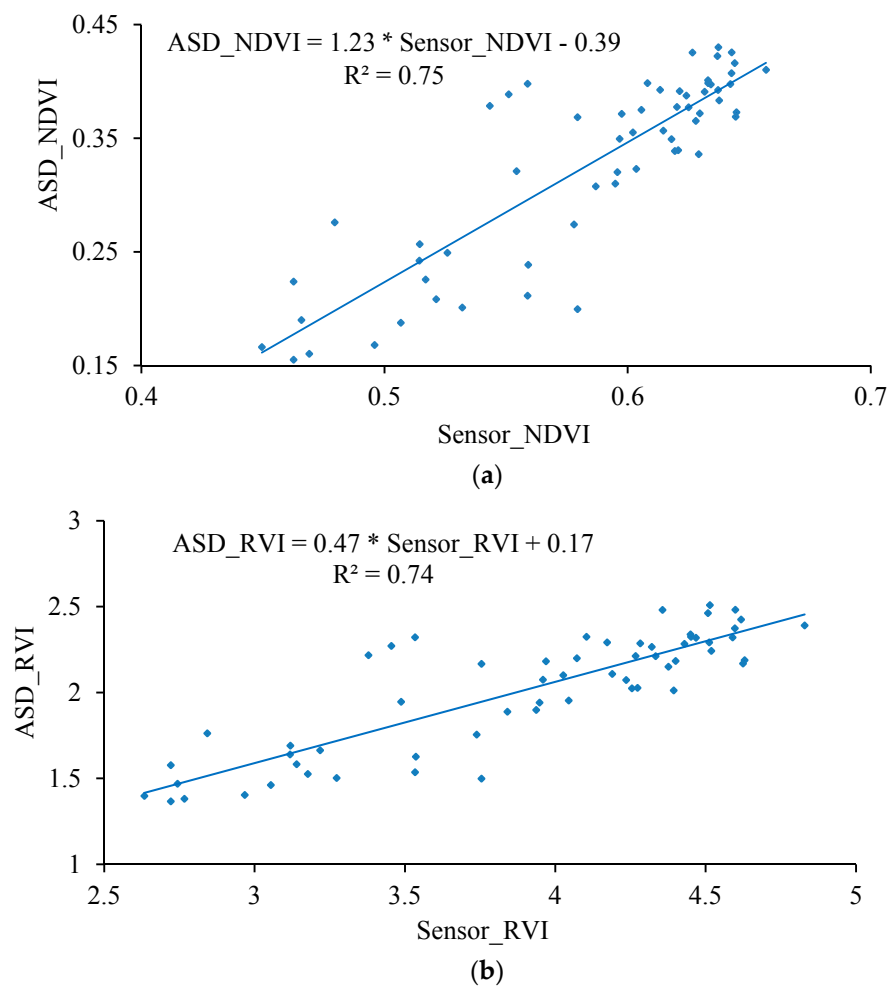 ASD_NDVI = 1.23 * Sensor_NDVI - 0.39
R² = 0.75
0.45
0.35
0.25
0.15
ASD_NDVI
0.4 0.5 0.6 0.7
Sensor_NDVI
(a)
ASD_RVI = 0.47 * Sensor_RVI + 0.17
R² = 0.74
3
2.5
2
1.5
1
ASD_RVI
2.5 3 3.5 4 4.5 5
Sensor_RVI
(b)